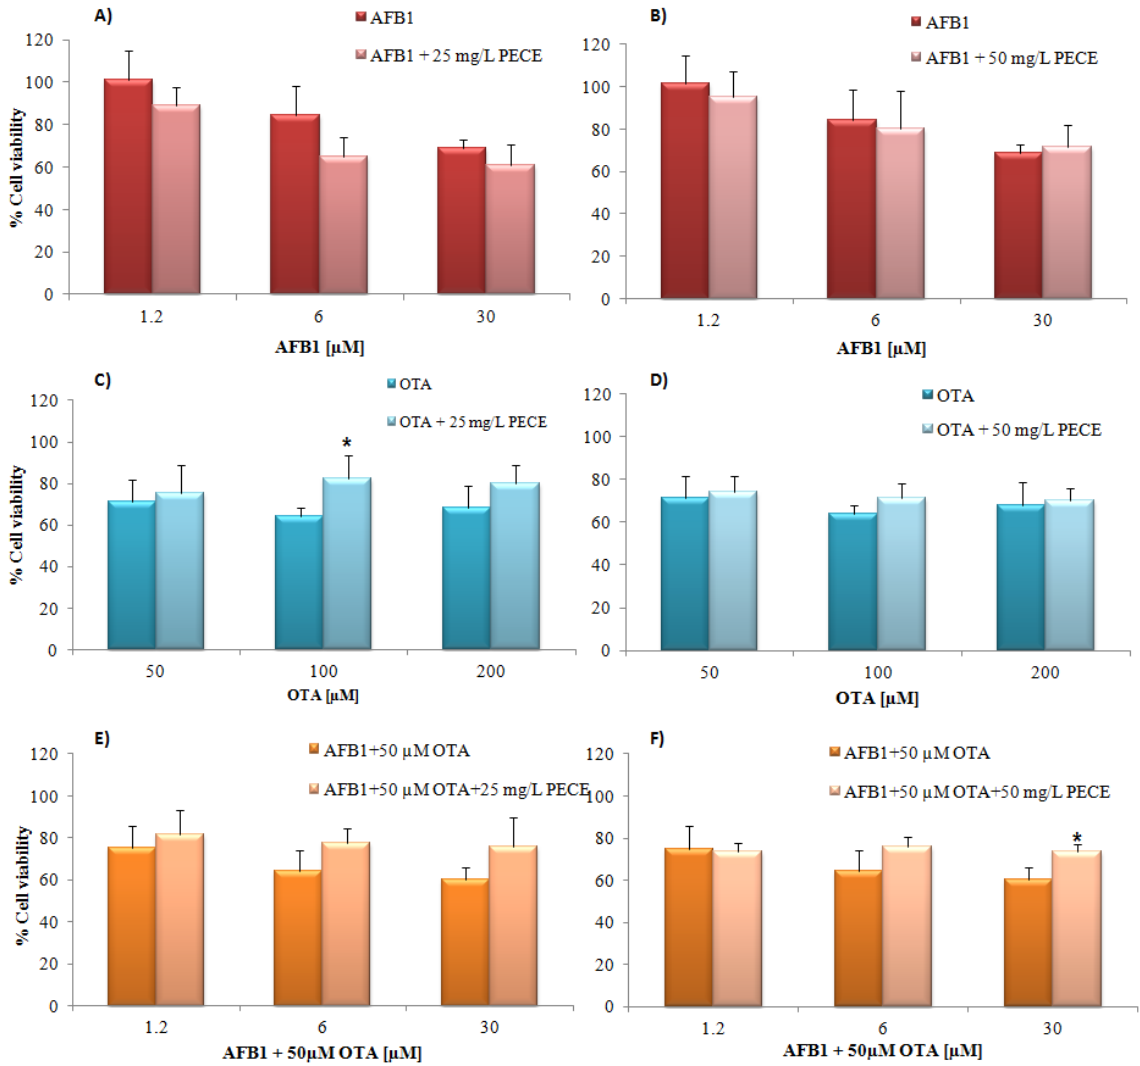 A)
AFB1
AFB1 + 25 mg/L PECE
% Cell viability
120
100
80
60
40
20
0
1.2 6 30
AFB1 [µM]
B)
AFB1
AFB1 + 50 mg/L PECE
120
100
80
60
40
20
0
1.2 6 30
AFB1 [µM]
C)
OTA
OTA + 25 mg/L PECE
% Cell viability
120
100
80
60
40
20
0
*
50 100 200
OTA [µM]
D)
OTA
OTA + 50 mg/L PECE
120
100
80
60
40
20
0
50 100 200
OTA [µM]
E)
AFB1+50 µM OTA
AFB1+50 µM OTA+25 mg/L PECE
% Cell viability
120
100
80
60
40
20
0
1.2 6 30
AFB1 + 50µM OTA [µM]
F)
AFB1+50 µM OTA
AFB1+50 µM OTA+50 mg/L PECE
120
100
80
60
40
20
0
*
1.2 6 30
AFB1 + 50µM OTA [µM]